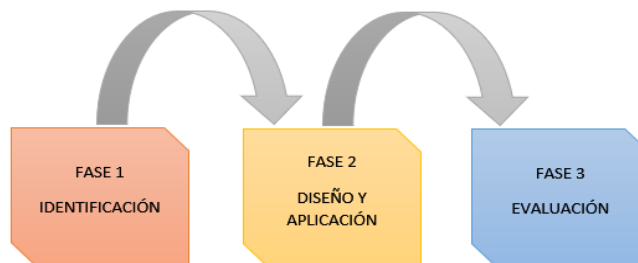 FASE 1
IDENTIFICACIÓN
FASE 2
DISEÑO Y
APLICACIÓN
FASE 3
EVALUACIÓN